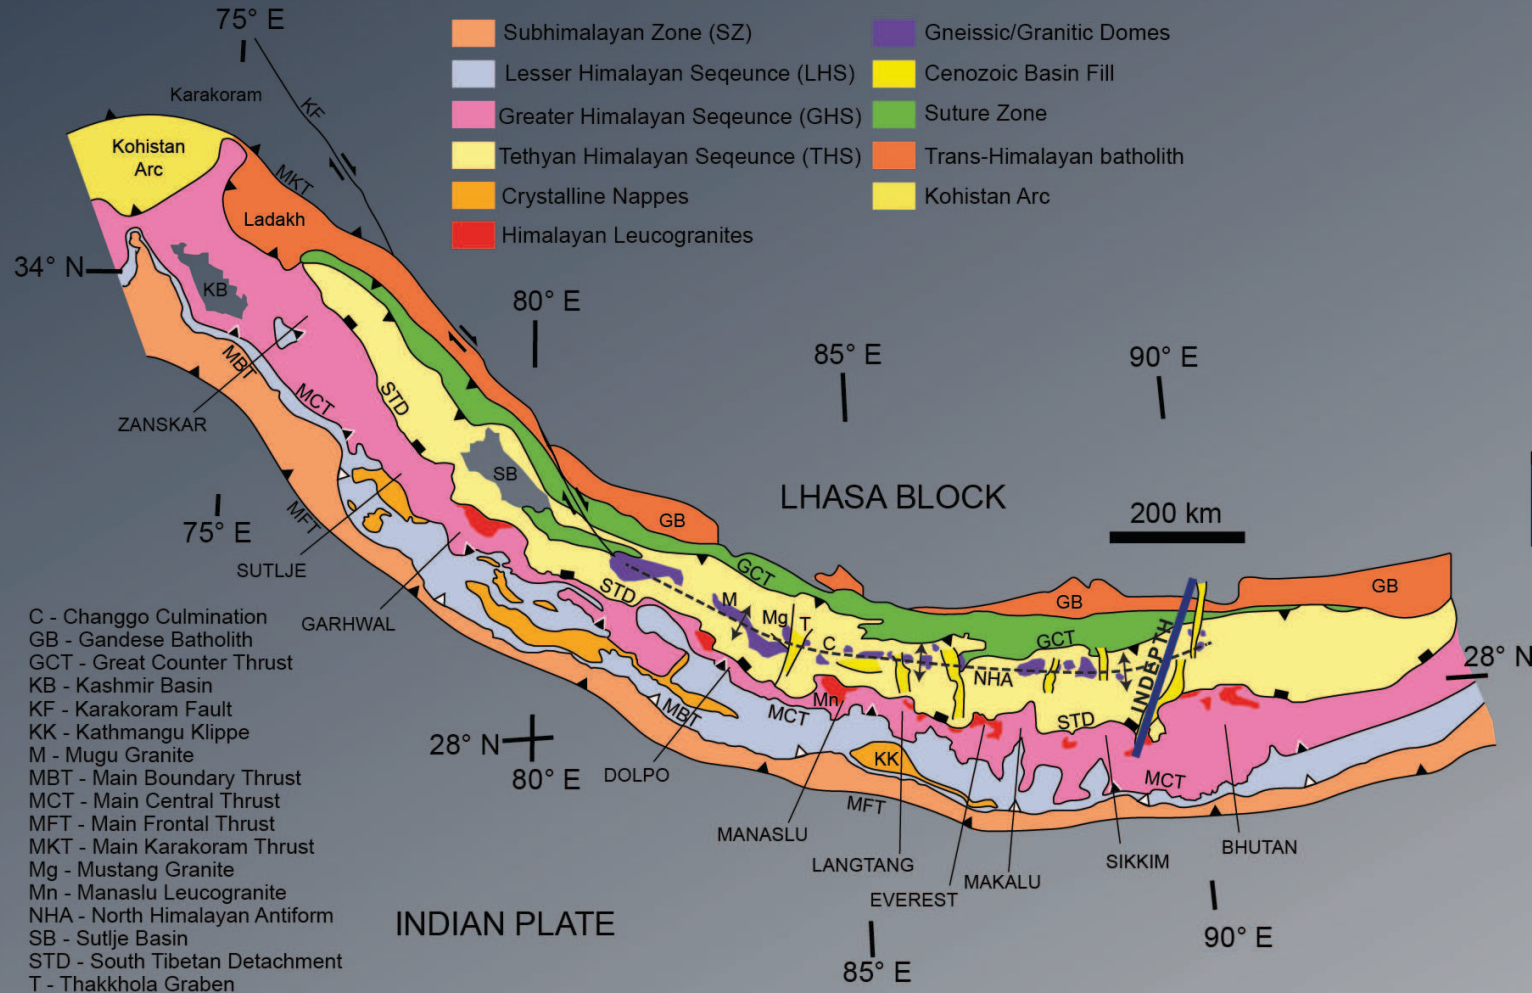 75° E
Karakoram
KF
Kohistan
Arc
MKT
Ladakh
34° N
KB
MBT
MCT
STD
ZANSKAR
Subhimalayan Zone (SZ)
Lesser Himalayan Seqeunce (LHS)
Greater Himalayan Seqeunce (GHS)
Tethyan Himalayan Seqeunce (THS)
Crystalline Nappes
Himalayan Leucogranites
Gneissic/Granitic Domes
Cenozoic Basin Fill
Suture Zone
Trans-Himalayan batholith
Kohistan Arc
80° E
85° E
90° E
SB
LHASA BLOCK
200 km
75° E
MFT
SUTLJE
GARHWAL
GB
GCT
STD
M
Mg
T
C
GB
GCT
GB
NHA
INDEPTH
28° N
Mn
MCT
MBT
STD
MCT
28° N
80° E
DOLPO
KK
MFT
MANASLU
LANGTANG
EVEREST
MAKALU
SIKKIM
BHUTAN
INDIAN PLATE
85° E
90° E
C - Changgo Culmination
GB - Gandese Batholith
GCT - Great Counter Thrust
KB - Kashmir Basin
KF - Karakoram Fault
KK - Kathmangu Klippe
M - Mugu Granite
MBT - Main Boundary Thrust
MCT - Main Central Thrust
MFT - Main Frontal Thrust
MKT - Main Karakoram Thrust
Mg - Mustang Granite
Mn - Manaslu Leucogranite
NHA - North Himalayan Antiform
SB - Sutlje Basin
STD - South Tibetan Detachment
T - Thakkhola Graben